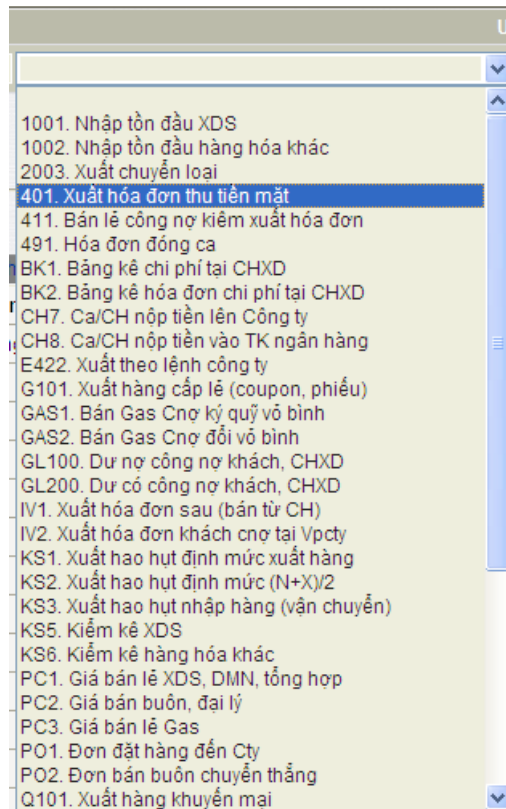 1001. Nhập tồn đầu XDS
1002. Nhập tồn đầu hàng hóa khác
2003. Xuất chuyển loại
401. Xuất hóa đơn thu tiền mặt
411. Bán lẻ công nợ kiêm xuất hóa đơn
491. Hóa đơn đóng ca
BK1. Bảng kê chi phí tại CHXD
BK2. Bảng kê hóa đơn chi phí tại CHXD
CH7. Ca/CH nộp tiền lên Công ty
CH8. Ca/CH nộp tiền vào TK ngân hàng
E422. Xuất theo lệnh công ty
G101. Xuất hàng cấp lẻ (coupon, phiếu)
GAS1. Bán Gas Cnợ ký quỹ vỏ bình
GAS2. Bán Gas Cnợ đổi vỏ bình
GL100. Dư nợ công nợ khách, CHXD
GL200. Dư có công nợ khách, CHXD
IV1. Xuất hóa đơn sau (bán từ CH)
IV2. Xuất hóa đơn khách cnợ tại Vpcty
KS1. Xuất hao hụt định mức xuất hàng
KS2. Xuất hao hụt định mức (N+X)/2
KS3. Xuất hao hụt nhập hàng (vận chuyển)
KS5. Kiểm kê XDS
KS6. Kiểm kê hàng hóa khác
PC1. Giá bán lẻ XDS, DMN, tổng hợp
PC2. Giá bán buôn, đại lý
PC3. Giá bán lẻ Gas
PO1. Đơn đặt hàng đến Cty
PO2. Đơn bán buôn chuyển thẳng
Q101. Xuất hàng khuyến mại